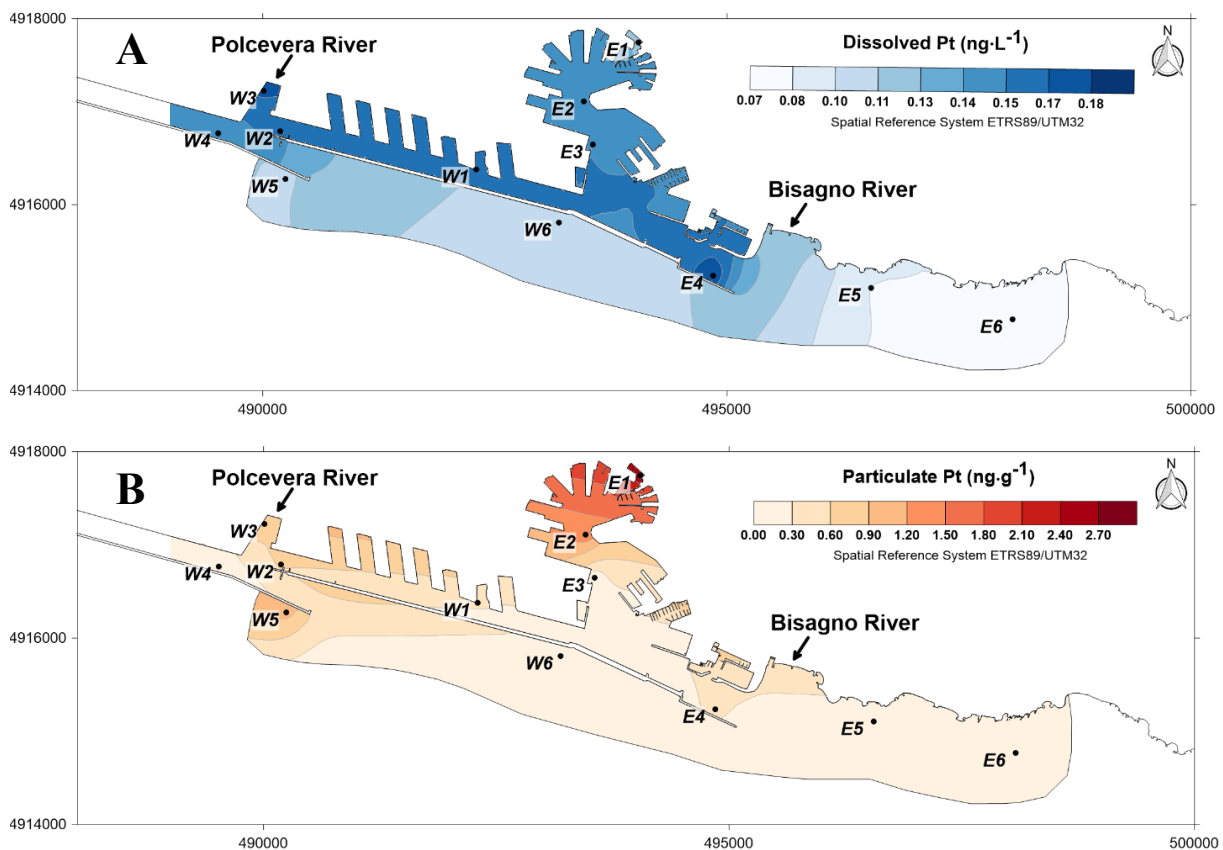 4918000
A
Polcevera River
E1
Dissolved Pt (ng·L⁻¹)
N
0.07 0.08 0.10 0.11 0.13 0.14 0.15 0.17 0.18
Spatial Reference System ETRS89/UTM32
W3
E2
W4
W2
E3
W1
W5
Bisagno River
4916000
W6
E4
E5
E6
4914000
490000 495000 500000
4918000
B
Polcevera River
E1
Particulate Pt (ng·g⁻¹)
N
0.00 0.30 0.60 0.90 1.20 1.50 1.80 2.10 2.40 2.70
Spatial Reference System ETRS89/UTM32
W3
E2
W4
W2
E3
W1
W5
Bisagno River
4916000
W6
E4
E5
E6
4914000
490000 495000 500000